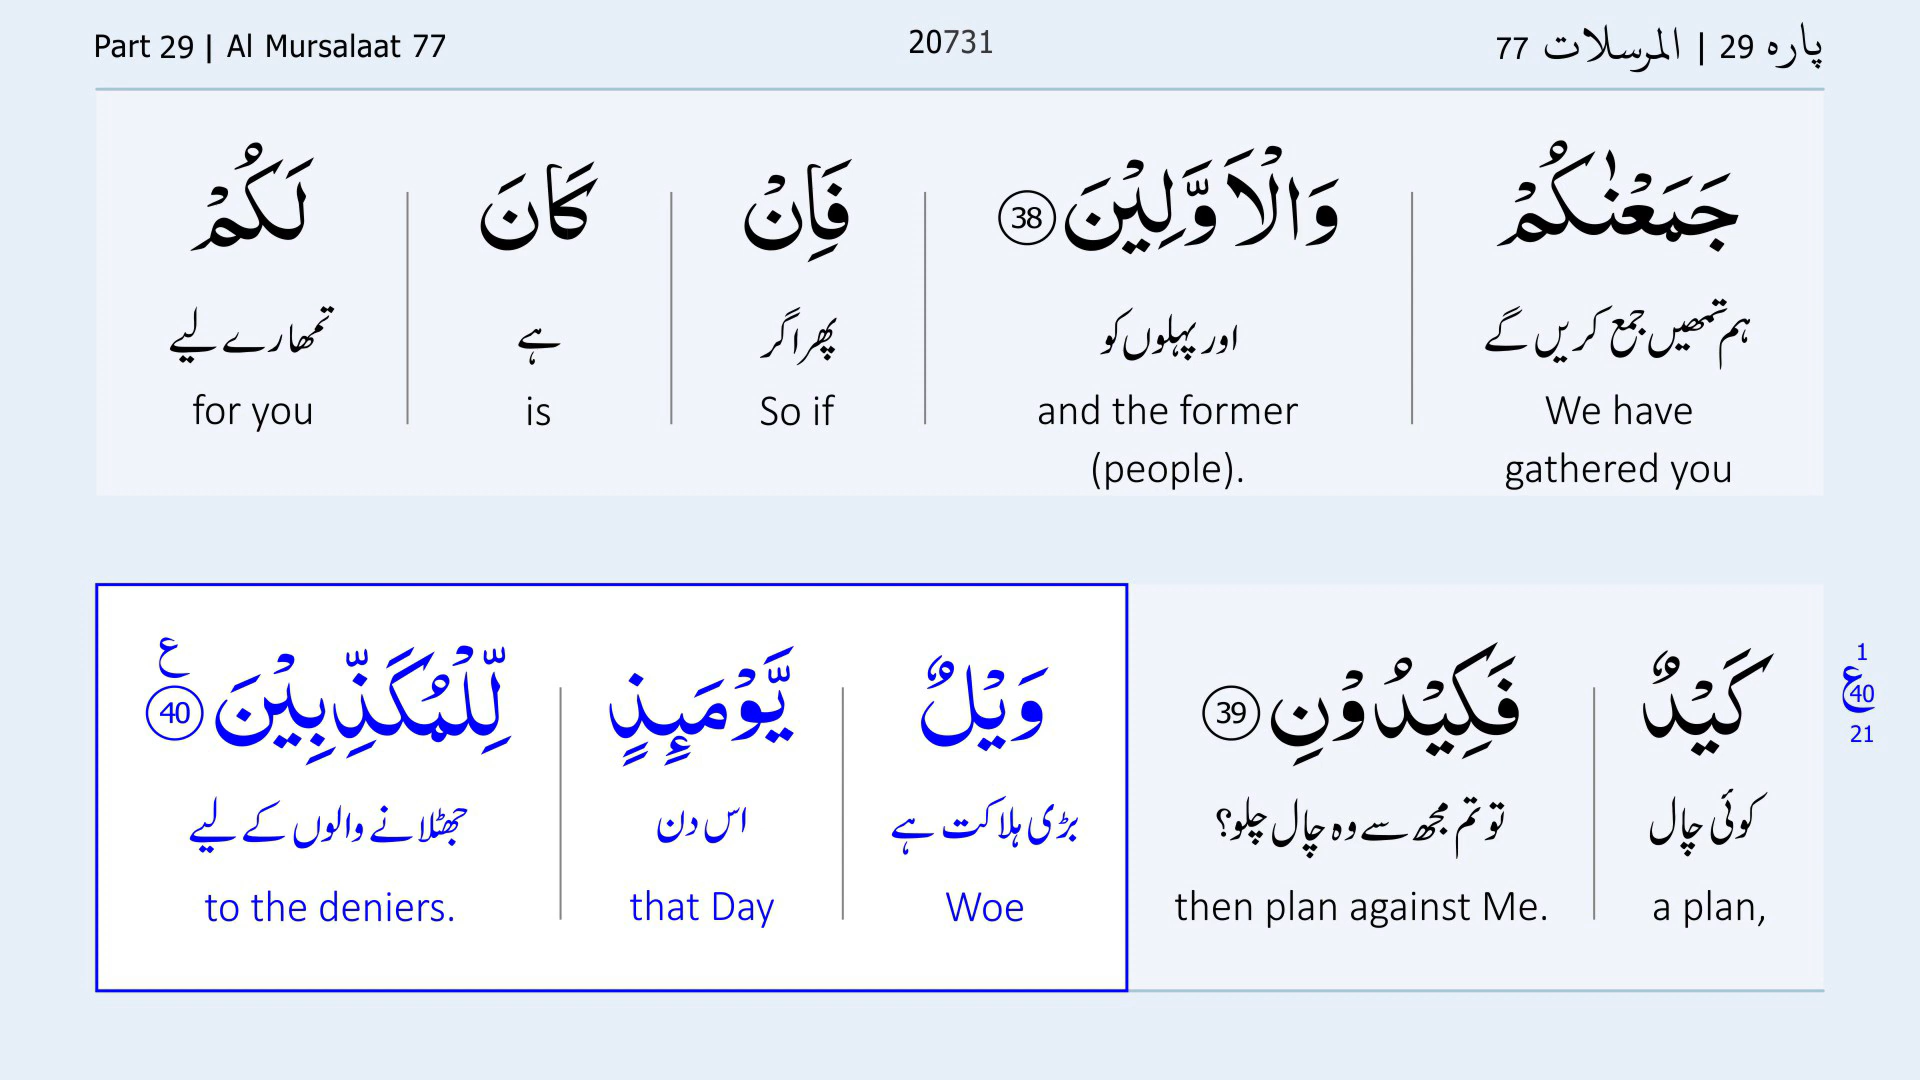 Part 29 | Al Mursalaat 77
20731
پارہ 29 | المرسلات 77
جَمَعْنٰكُمْ وَالْاَوَّلِيْنَ 38 فَاِنْ كَانَ لَكُمْ
ہم تمھیں جمع کریں گے اور پہلوں کو پھر اگر ہے تمھارے لیے
We have and the former So if is for you
gathered you (people).
كَيْدٌ فَكِيْدُوْنِ 39 وَيْلٌ يَّوْمَىِٕذٍ لِّلْمُكَذِّبِيْنَ 40 ع
کوئی چال تو تم مجھ سے وہ چال چلو؟ بڑی ہلاکت ہے اس دن جھٹلانے والوں کے لیے
a plan, then plan against Me. Woe that Day to the deniers.
1
ع 40
21